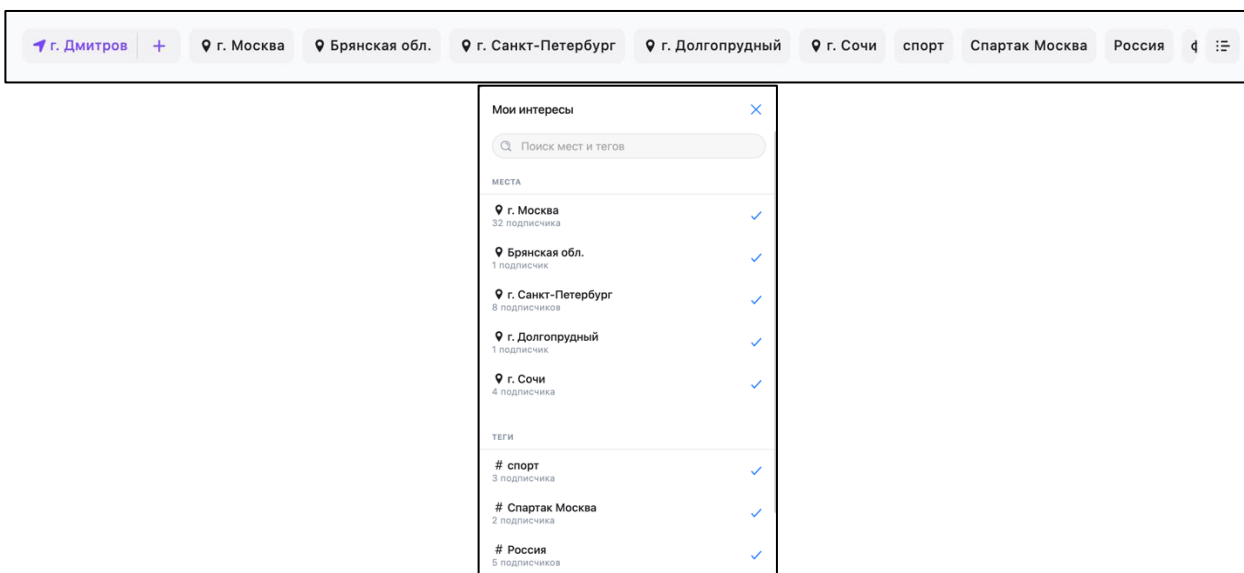 г. Дмитров + г. Москва Брянская обл. г. Санкт-Петербург г. Долгопрудный г. Сочи спорт Спартак Москва Россия
Мои интересы
Поиск мест и тегов
МЕСТА
г. Москва
32 подписчика
Брянская обл.
1 подписчик
г. Санкт-Петербург
8 подписчиков
г. Долгопрудный
1 подписчик
г. Сочи
4 подписчика
ТЕГИ
# спорт
3 подписчика
# Спартак Москва
2 подписчика
# Россия
5 подписчиков